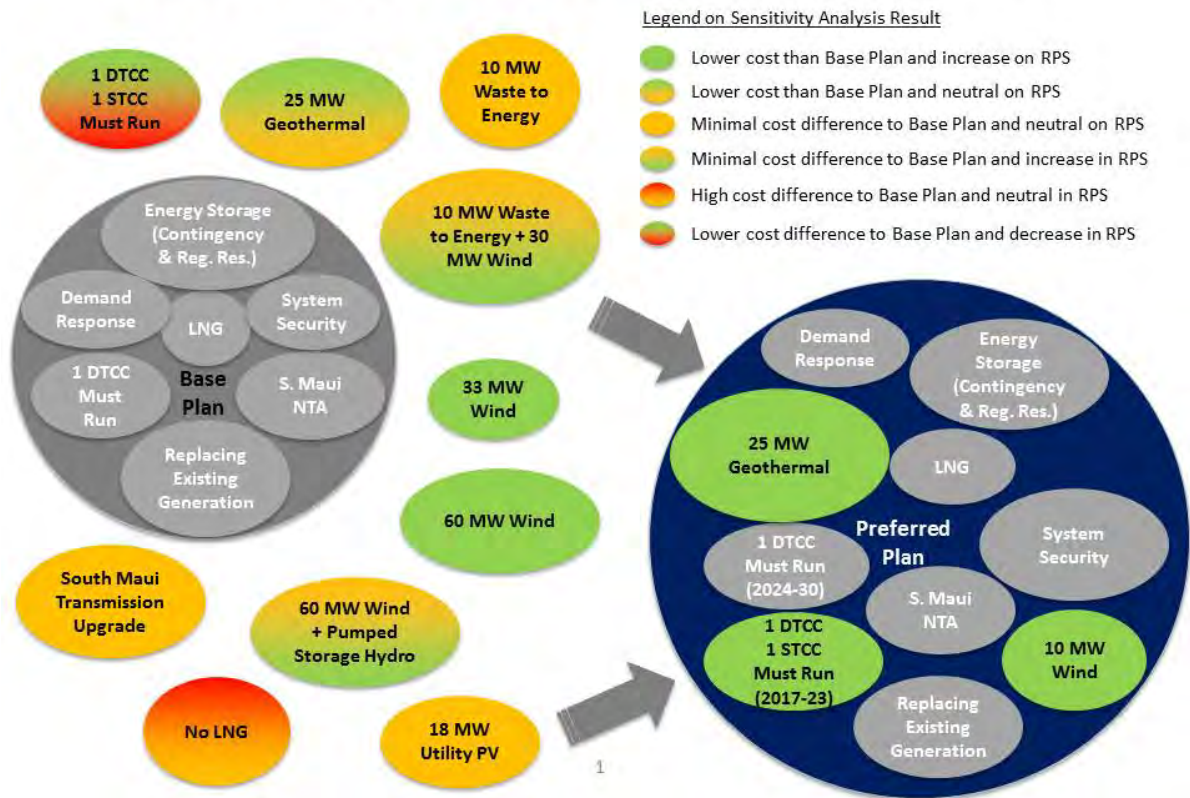 Legend on Sensitivity Analysis Result
Lower cost than Base Plan and increase on RPS
Lower cost than Base Plan and neutral on RPS
Minimal cost difference to Base Plan and neutral on RPS
Minimal cost difference to Base Plan and increase in RPS
High cost difference to Base Plan and neutral in RPS
Lower cost difference to Base Plan and decrease in RPS
1 DTCC
1 STCC
Must Run
25 MW
Geothermal
10 MW
Waste to
Energy
10 MW Waste
to Energy + 30
MW Wind
Energy Storage
(Contingency
& Reg. Res.)
Demand
Response
LNG
System
Security
1 DTCC
Must
Run
Base
Plan
S. Maui
NTA
Replacing
Existing
Generation
33 MW
Wind
60 MW Wind
South Maui
Transmission
Upgrade
60 MW Wind
+ Pumped
Storage Hydro
No LNG
18 MW
Utility PV
Demand
Response
Energy
Storage
(Contingency
& Reg. Res.)
25 MW
Geothermal
LNG
Preferred
Plan
1 DTCC
Must Run
(2024-30)
System
Security
S. Maui
NTA
1 DTCC
1 STCC
Must Run
(2017-23)
10 MW
Wind
Replacing
Existing
Generation
1